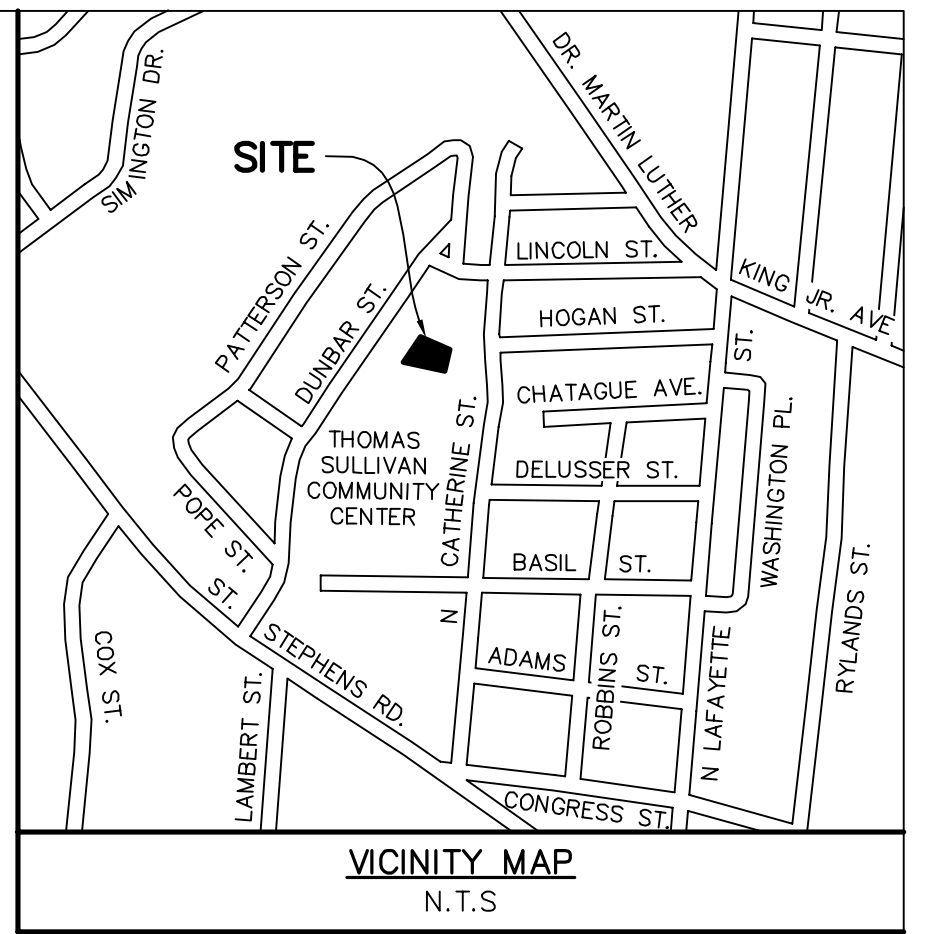 SIMINGTON DR.
DR. MARTIN LUTHER
KING JR. AVE.
SITE
PATTERSON ST.
DUNBAR ST.
LINCOLN ST.
HOGAN ST.
ST.
CHATAGUE AVE.
THOMAS
SULLIVAN
COMMUNITY
CENTER
N CATHERINE ST.
DELUSSER ST.
WASHINGTON PL.
POPE ST.
ST.
BASIL ST.
RYLANDS ST.
COX ST.
STEPHENS RD.
ADAMS ST.
ROBBINS ST.
N LAFAYETTE
LAMBERT ST.
CONGRESS ST.
VICINITY MAP
N.T.S